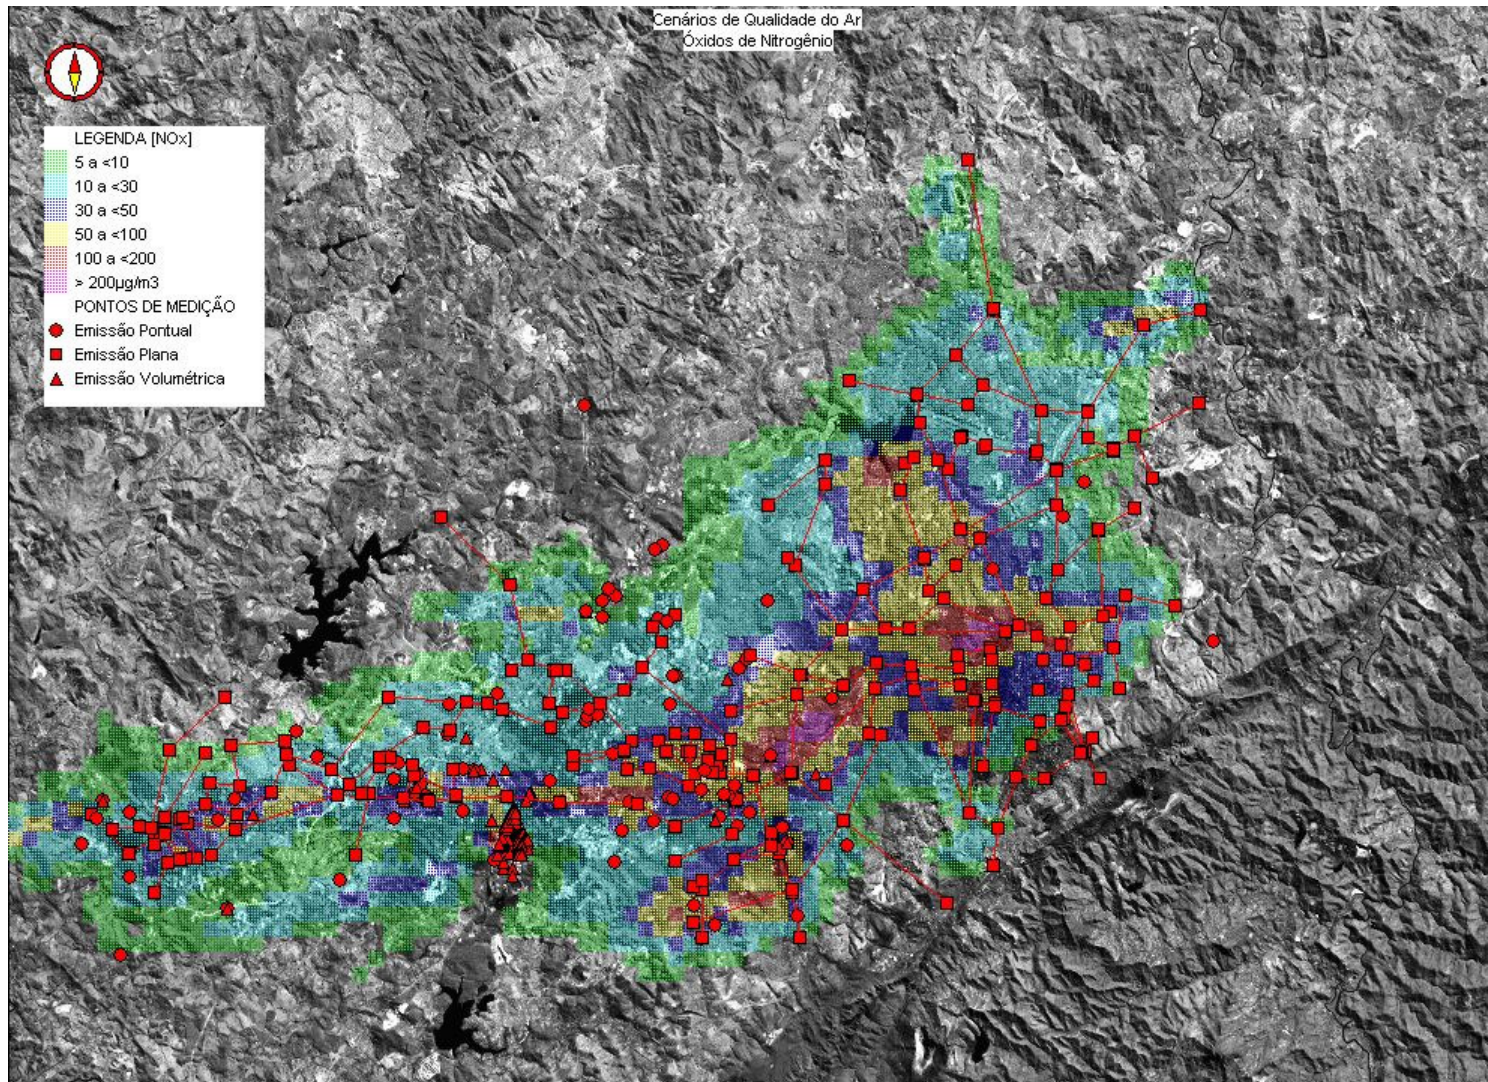 Cenários de Qualidade do Ar
Óxidos de Nitrogênio
LEGENDA [NOx]
5 a <10
10 a <30
30 a <50
50 a <100
100 a <200
> 200µg/m3
PONTOS DE MEDIÇÃO
Emissão Pontual
Emissão Plana
Emissão Volumétrica